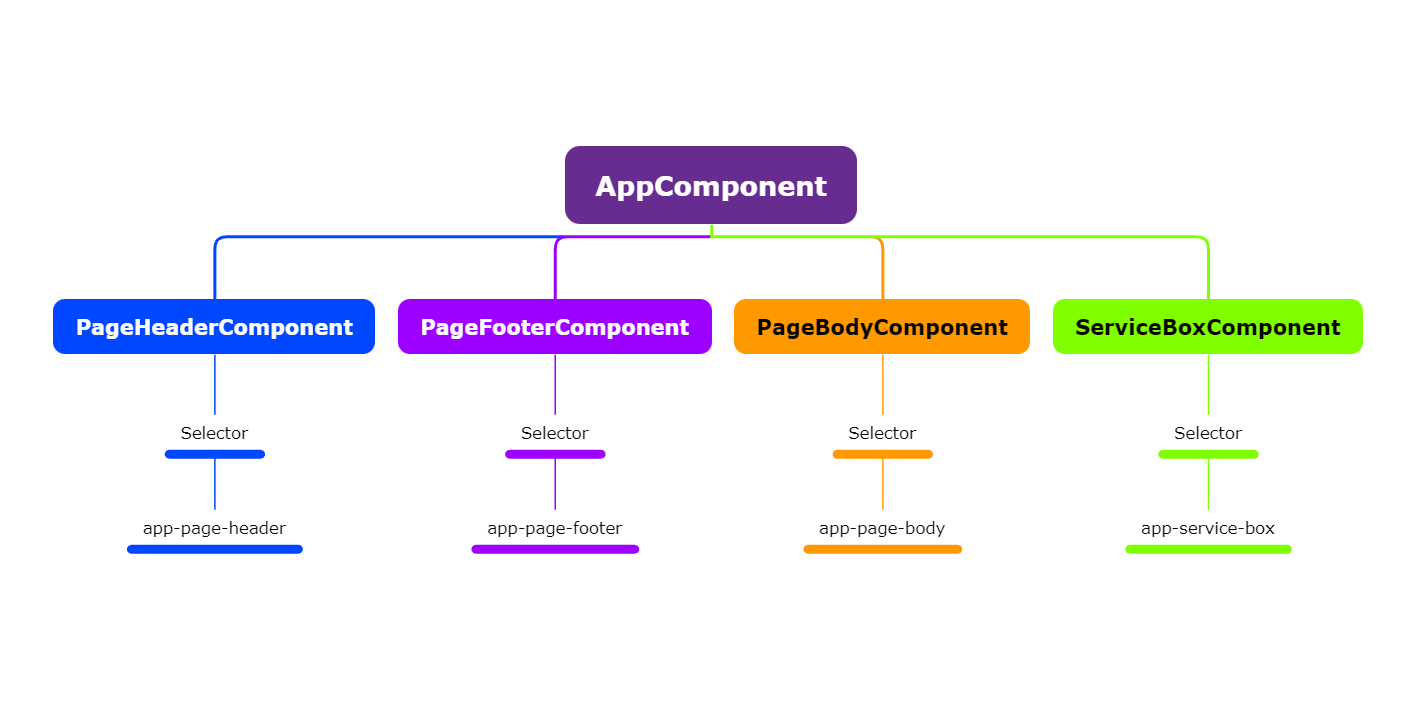 AppComponent
PageHeaderComponent
PageFooterComponent
PageBodyComponent
ServiceBoxComponent
Selector
Selector
Selector
Selector
app-page-header
app-page-footer
app-page-body
app-service-box